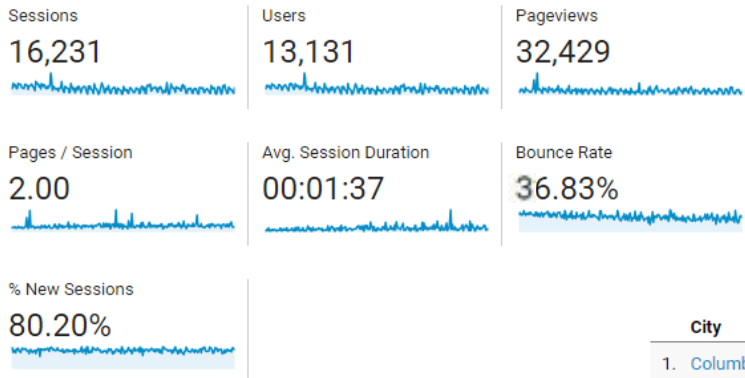 Sessions Users Pageviews
16,231 13,131 32,429
Pages / Session Avg. Session Duration Bounce Rate
2.00 00:01:37 36.83%
% New Sessions
80.20%
City
1. Columb